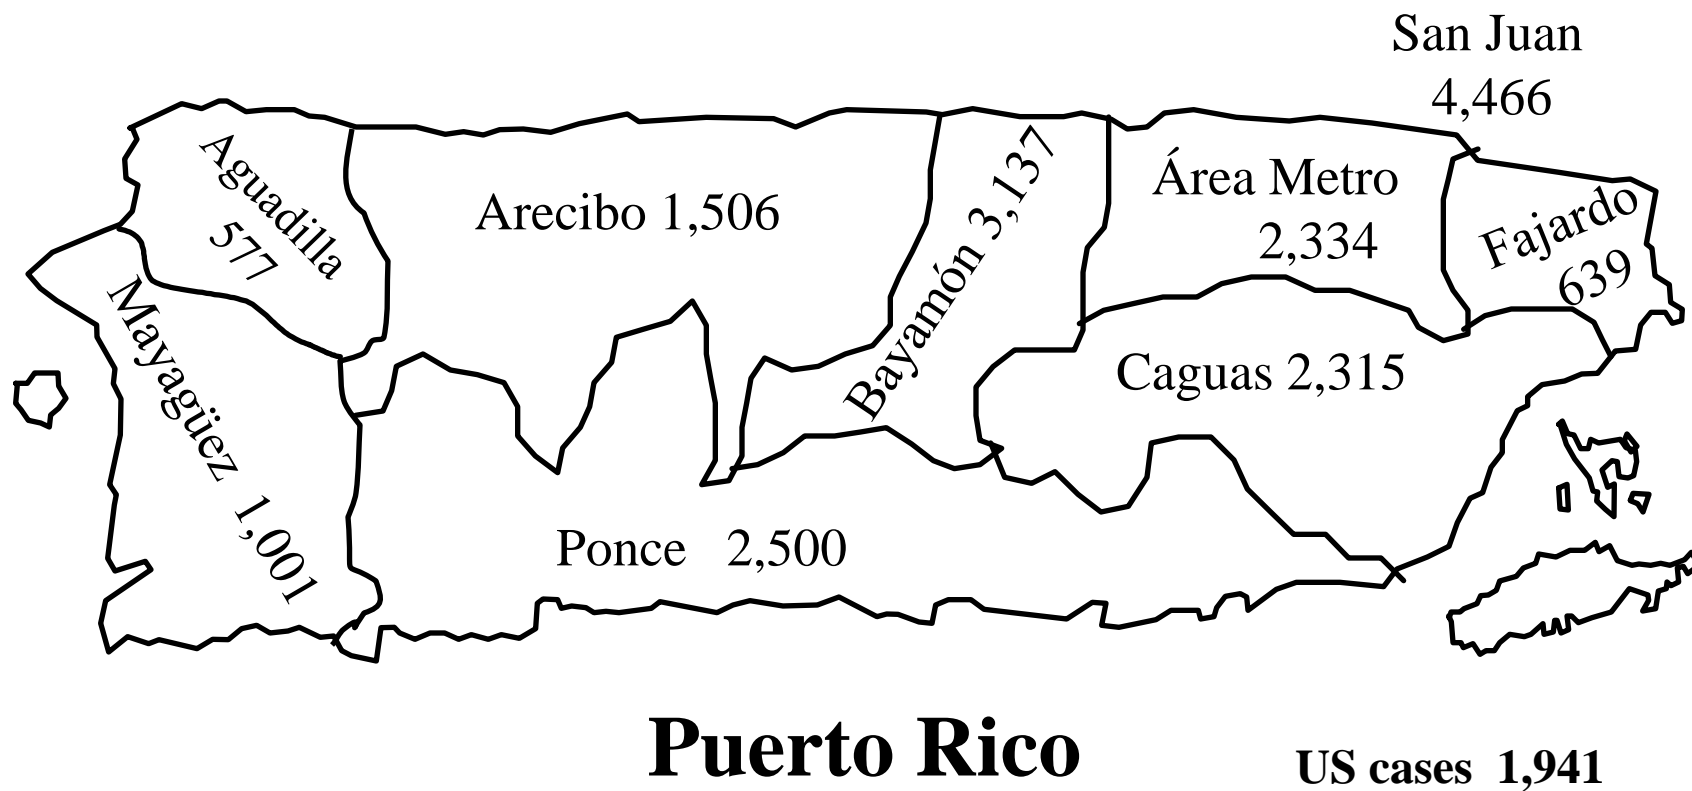 San Juan
4,466
Aguadilla
577
Arecibo 1,506
Bayamón 3,137
Área Metro
2,334
Fajardo
639
Mayagüez 1,001
Caguas 2,315
Ponce 2,500
Puerto Rico
US cases 1,941